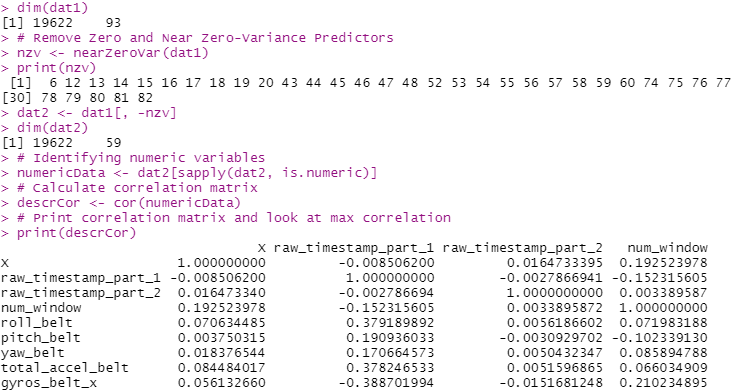 > dim(dat1)
[1] 19622    93
> # Remove Zero and Near Zero-Variance Predictors
> nzv <- nearZeroVar(dat1)
> print(nzv)
 [1]  6 12 13 14 15 16 17 18 19 20 43 44 45 46 47 48 52 53 54 55 56 57 58 59 60 74 75 76 77
[30] 78 79 80 81 82
> dat2 <- dat1[, -nzv]
> dim(dat2)
[1] 19622    59
> # Identifying numeric variables
> numericData <- dat2[sapply(dat2, is.numeric)]
> # Calculate correlation matrix
> descrCor <- cor(numericData)
> # Print correlation matrix and look at max correlation
> print(descrCor)
                                X raw_timestamp_part_1 raw_timestamp_part_2   num_window
X                     1.000000000         -0.008506200         0.0164733395  0.192523978
raw_timestamp_part_1 -0.008506200          1.000000000        -0.0027866941 -0.152315605
raw_timestamp_part_2  0.016473340         -0.002786694         1.0000000000  0.003389587
num_window            0.192523978         -0.152315605         0.0033895872  1.000000000
roll_belt             0.070634485          0.379189892         0.0056186602  0.071983188
pitch_belt            0.003750315          0.190936033        -0.0030929702 -0.102339130
yaw_belt              0.018376544          0.170664573         0.0050432347  0.085894788
total_accel_belt      0.084484017          0.378246533         0.0051596865  0.066034909
gyros_belt_x          0.056132660         -0.388701994        -0.0151681248  0.210234895